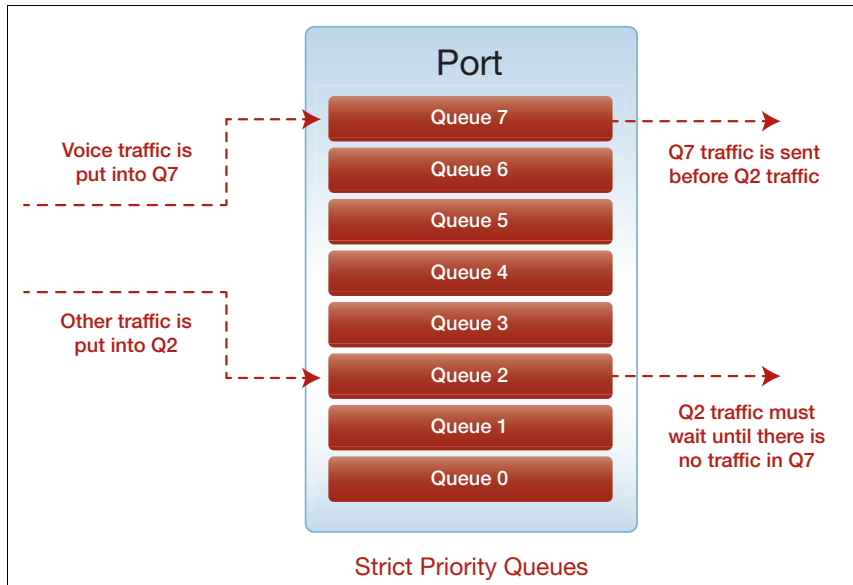 Port
Voice traffic is
put into Q7
Queue 7
Q7 traffic is sent
before Q2 traffic
Queue 6
Queue 5
Queue 4
Other traffic is
put into Q2
Queue 3
Queue 2
Q2 traffic must
wait until there is
no traffic in Q7
Queue 1
Queue 0
Strict Priority Queues